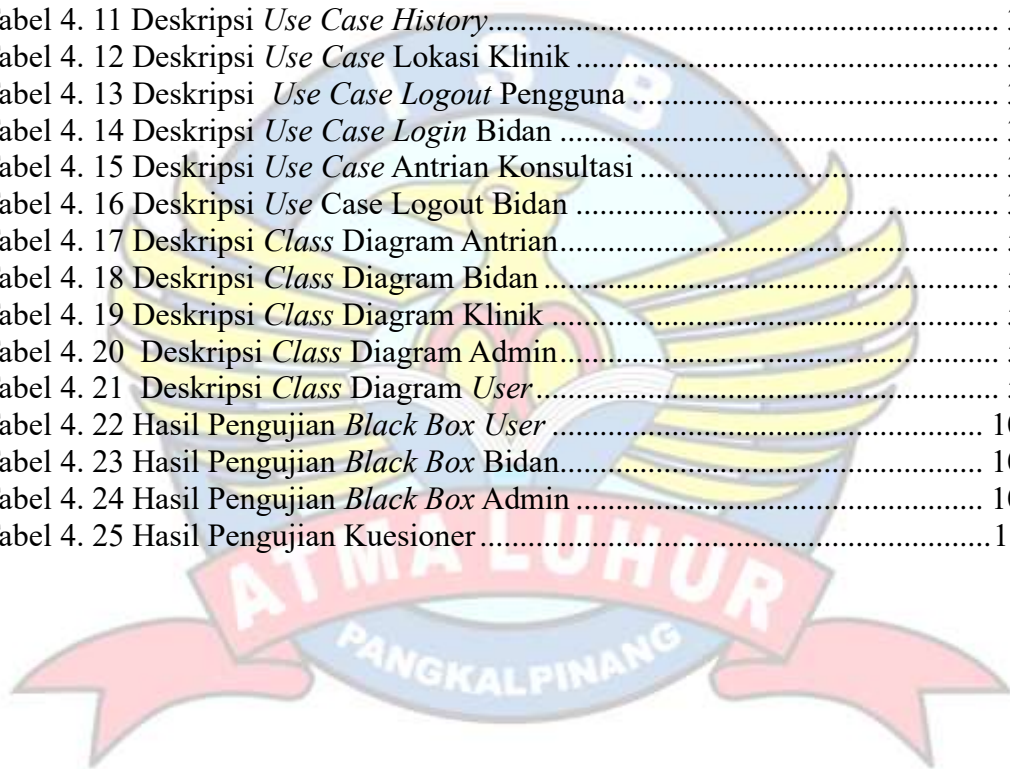 abel 4. 11 Deskripsi Use Case History
abel 4. 12 Deskripsi Use Case Lokasi Klinik
abel 4. 13 Deskripsi Use Case Logout Pengguna
abel 4. 14 Deskripsi Use Case Login Bidan
abel 4. 15 Deskripsi Use Case Antrian Konsultasi
abel 4. 16 Deskripsi Use Case Logout Bidan
abel 4. 17 Deskripsi Class Diagram Antrian
abel 4. 18 Deskripsi Class Diagram Bidan
abel 4. 19 Deskripsi Class Diagram Klinik
abel 4. 20 Deskripsi Class Diagram Admin
abel 4. 21 Deskripsi Class Diagram User
abel 4. 22 Hasil Pengujian Black Box User
abel 4. 23 Hasil Pengujian Black Box Bidan
abel 4. 24 Hasil Pengujian Black Box Admin
abel 4. 25 Hasil Pengujian Kuesioner
I S B
ATMA LUHUR
PANGKALPINANG